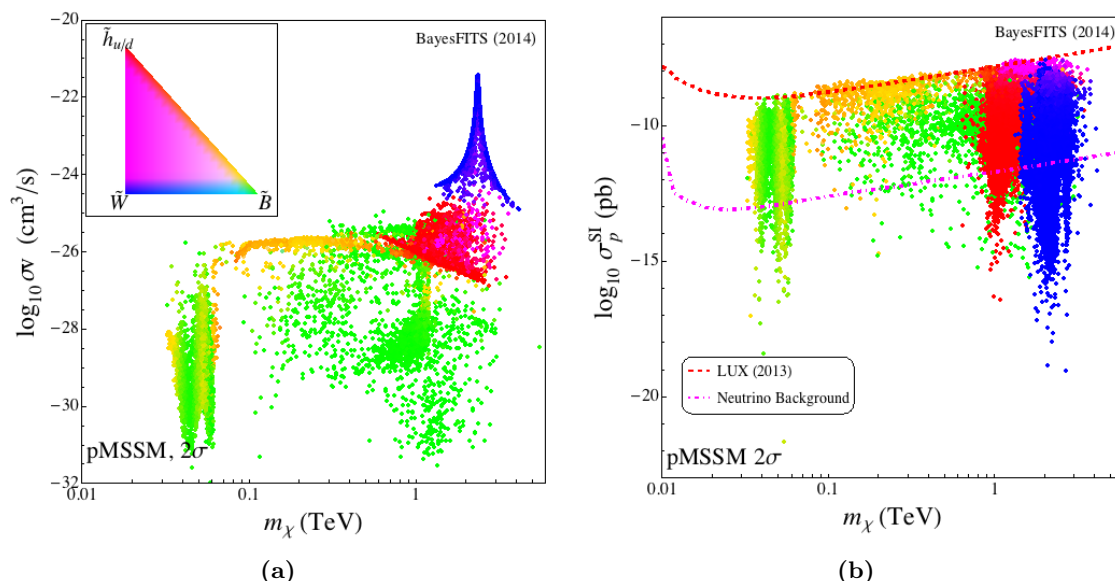 BayesFITS (2014)
h̃u/d
W̃
B̃
−20
−22
−24
−26
−28
−30
−32
log10 σv (cm3/s)
pMSSM, 2σ
0.01
0.1
1
mχ (TeV)
(a)
BayesFITS (2014)
−10
−15
−20
log10 σpSI (pb)
LUX (2013)
Neutrino Background
pMSSM 2σ
0.01
0.1
1
mχ (TeV)
(b)